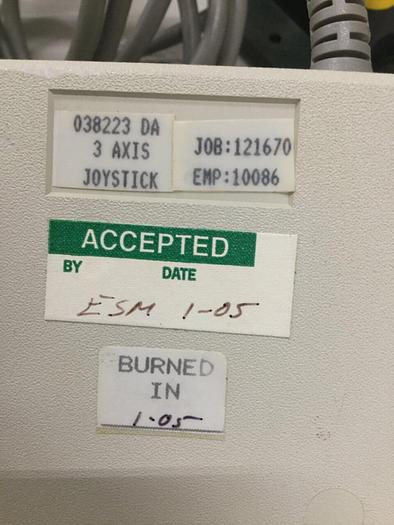 038223 DA
3 AXIS
JOYSTICK
JOB:121670
EMP:10086
ACCEPTED
BY DATE
ESM 1-05
BURNED
IN
1-05